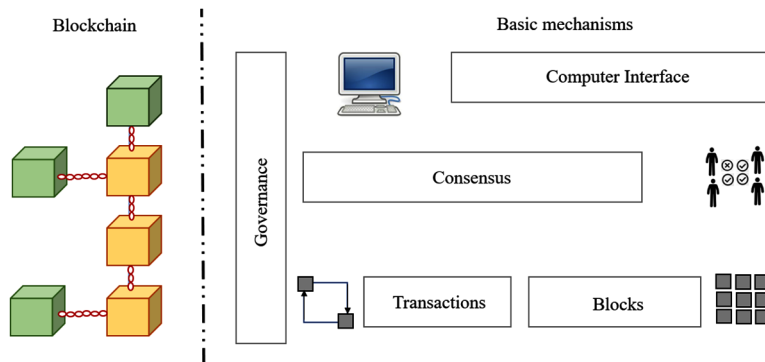 Blockchain
Basic mechanisms
Governance
Computer Interface
Consensus
Transactions
Blocks